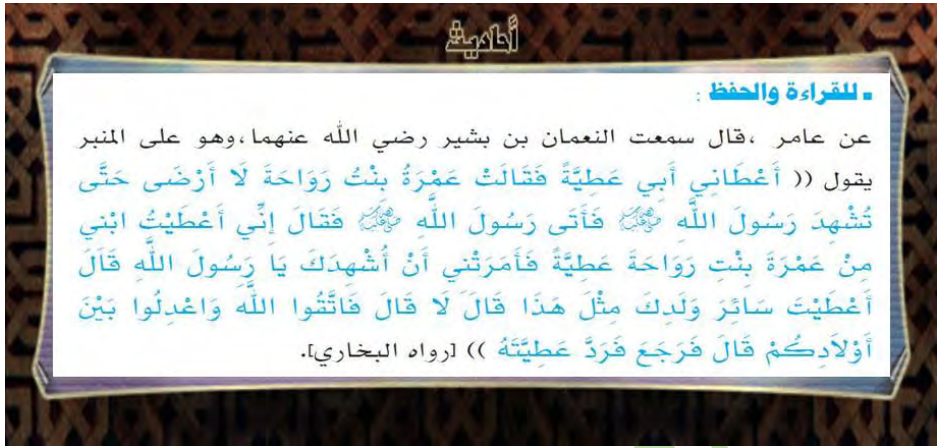 أحاديث
للقراءة والحفظ :
عن عامر ،قال سمعت النعمان بن بشير رضي الله عنهما،وهو على المنبر
يقول (( أَعْطَانِي أَبِي عَطِيَّةً فَقَالَتْ عَمْرَةُ بِنْتُ رَوَاحَةَ لَا أَرْضَى حَتَّى
تُشْهِدَ رَسُولَ اللَّهِ ﷺ فَأَتَى رَسُولَ اللَّهِ ﷺ فَقَالَ إِنِّي أَعْطَيْتُ ابْنِي
مِنْ عَمْرَةَ بِنْتِ رَوَاحَةَ عَطِيَّةً فَأَمَرَتْنِي أَنْ أُشْهِدَكَ يَا رَسُولَ اللَّهِ قَالَ
أَعْطَيْتَ سَائِرَ وَلَدِكَ مِثْلَ هَذَا قَالَ لَا قَالَ فَاتَّقُوا اللَّهَ وَاعْدِلُوا بَيْنَ
أَوْلَادِكُمْ قَالَ فَرَجَعَ فَرَدَّ عَطِيَّتَهُ )) [رواه البخاري].